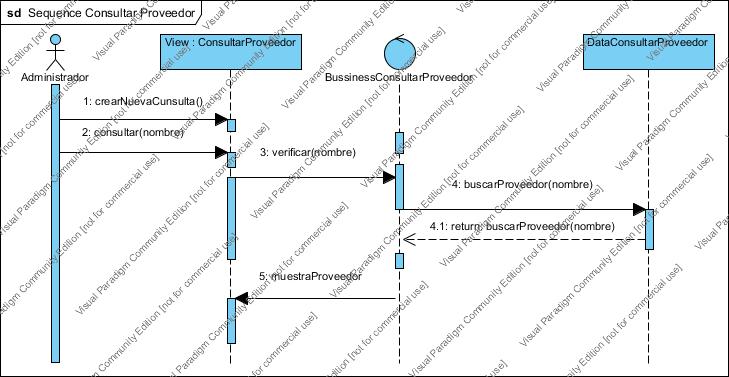 sd Sequence Consultar Proveedor
View : ConsultarProveedor
DataConsultarProveedor
Administrador
BussinessConsultarProveedor
1: crearNuevaCunsulta()
2: consultar(nombre)
3: verificar(nombre)
4: buscarProveedor(nombre)
4.1: return: buscarProveedor(nombre)
5: muestraProveedor
Visual Paradigm Community Edition [not for commercial use]